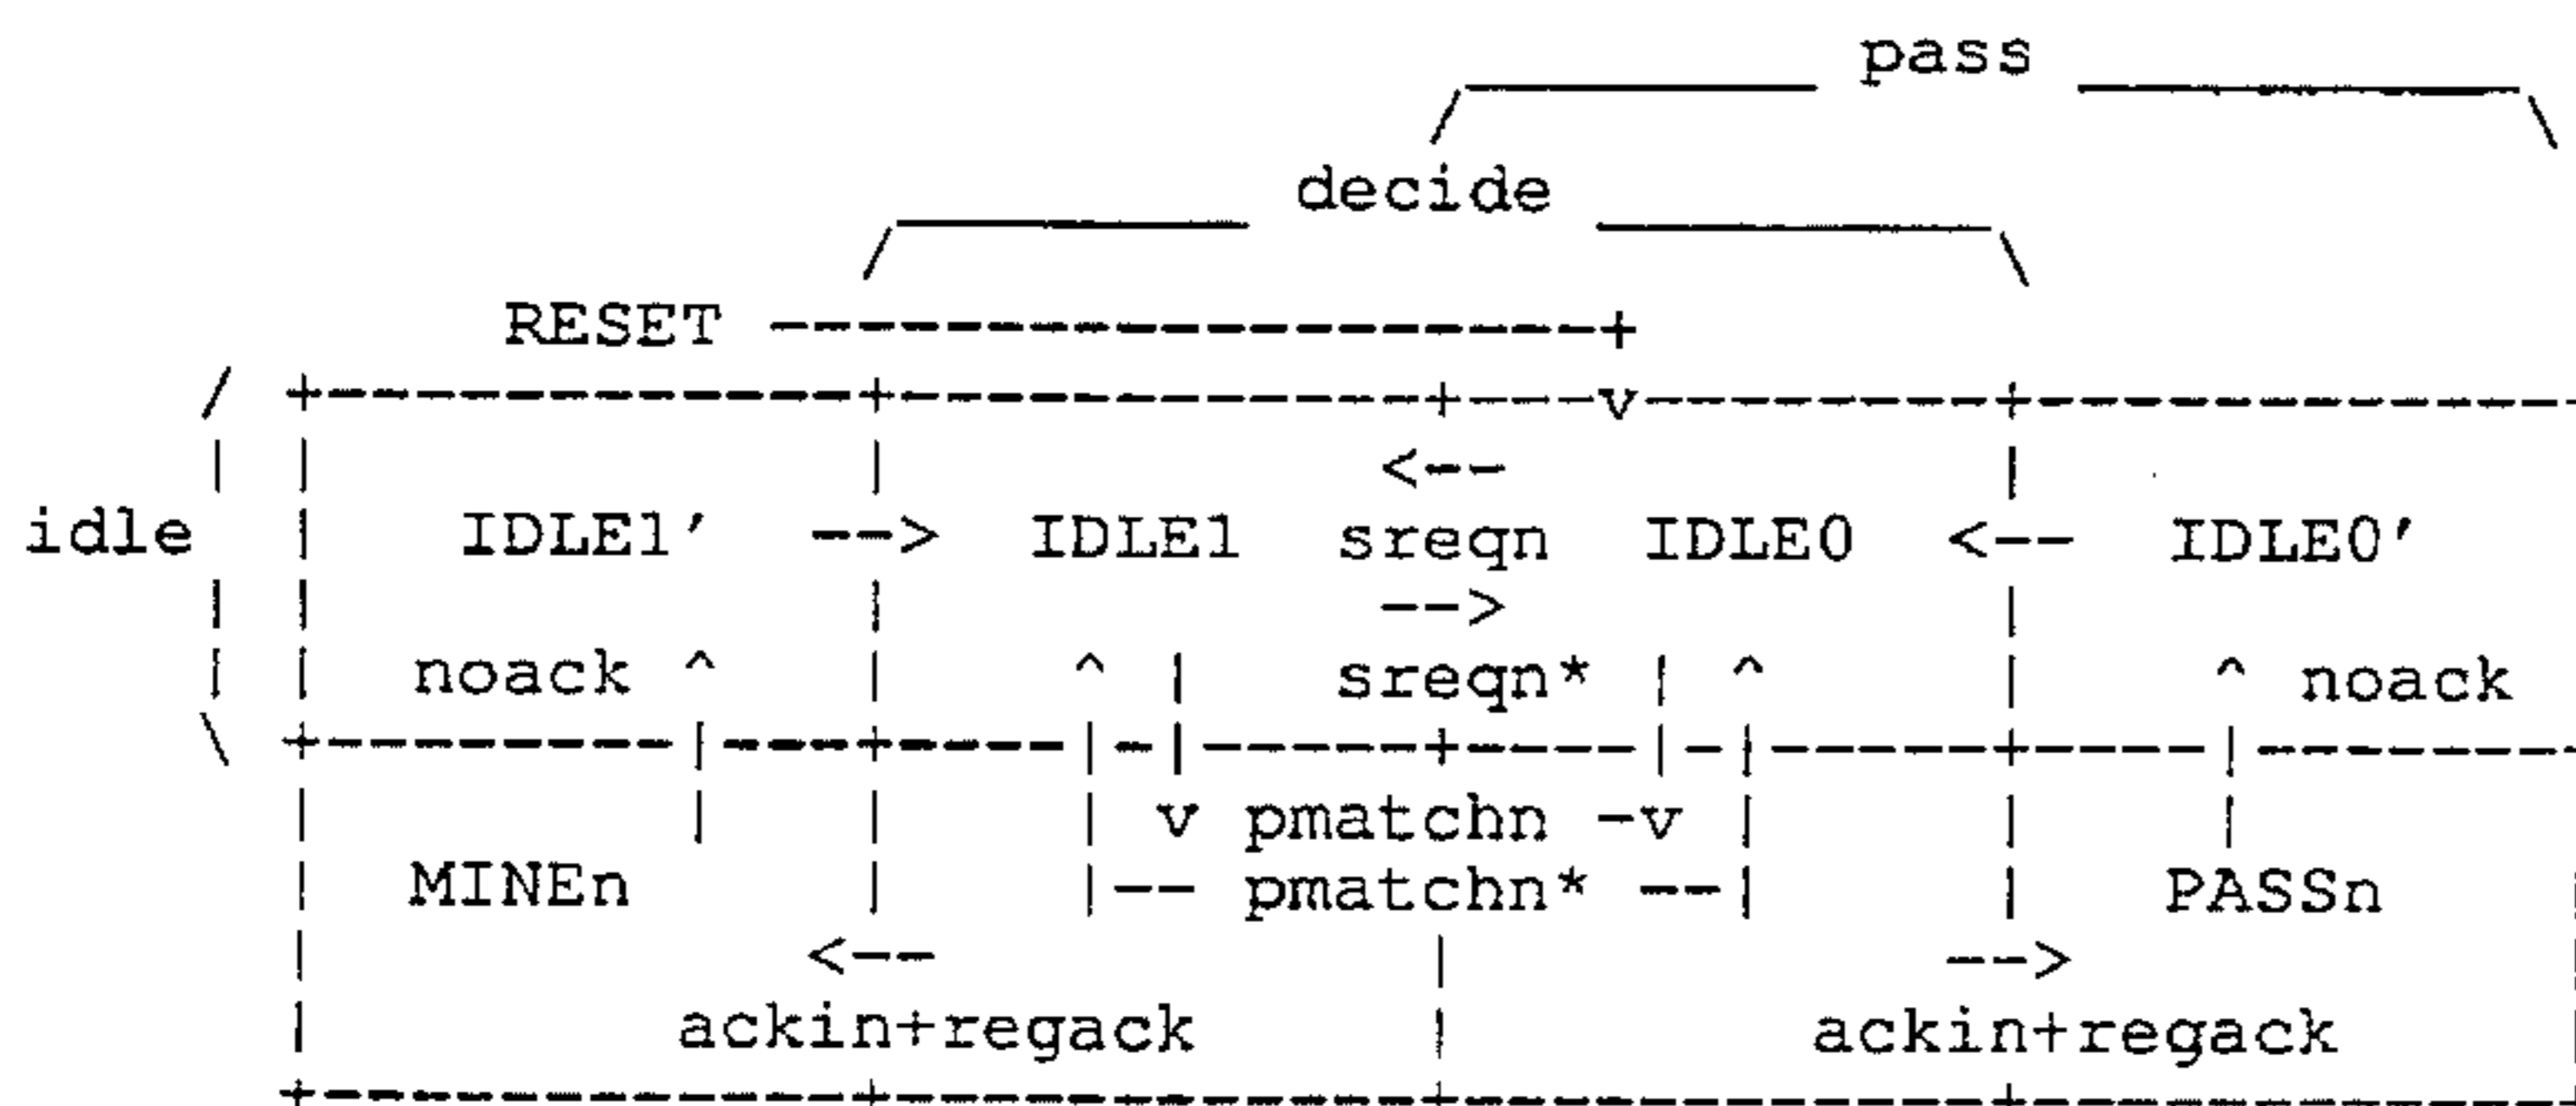 pass
decide
RESET
idle IDLE1' --> IDLE1 <-- sreqn --> IDLE0 <-- IDLE0'
noack sreqn* noack
v pmatchn -v
MINEn pmatchn* PASSn
<-- -->
ackin+regack ackin+regack